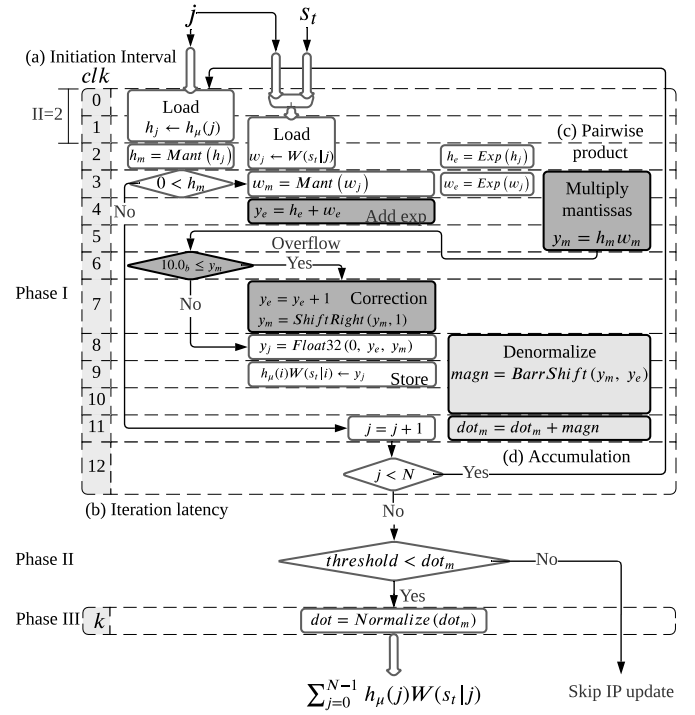 j
s_t
(a) Initiation Interval
clk
0
II=2
Load
h_j ← h_μ(j)
1
Load
w_j ← W(s_t|j)
(c) Pairwise
product
2
h_m = Mant(h_j)
h_e = Exp(h_j)
3
0 < h_m
w_m = Mant(w_j)
w_e = Exp(w_j)
Multiply
mantissas
y_m = h_m w_m
No
4
y_e = h_e + w_e
Add exp
5
Overflow
6
10.0_b ≤ y_m
Yes
Phase I
No
7
y_e = y_e + 1
Correction
y_m = ShiftRight(y_m, 1)
8
y_j = Float32(0, y_e, y_m)
Denormalize
magn = BarrShift(y_m, y_e)
9
h_μ(i)W(s_t|i) ← y_j
Store
10
11
j = j + 1
dot_m = dot_m + magn
(d) Accumulation
12
j < N
Yes
(b) Iteration latency
No
Phase II
threshold < dot_m
No
Yes
Phase III
k
dot = Normalize(dot_m)
∑_{j=0}^{N−1} h_μ(j)W(s_t|j)
Skip IP update